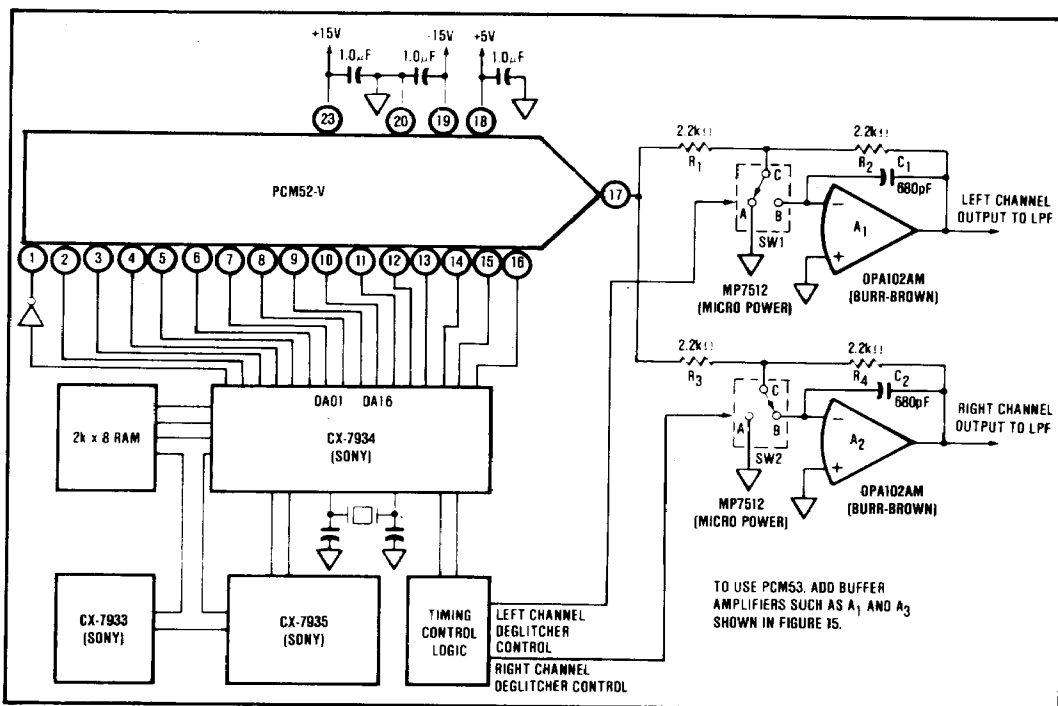 +15V
-15V
+5V
1.0µF
1.0µF
1.0µF
23
20
19
18
PCM52-V
17
1
2
3
4
5
6
7
8
9
10
11
12
13
14
15
16
2.2kΩ
R1
2.2kΩ
R2
C1
680pF
C
A
B
SW1
MP7512
(MICRO POWER)
−
+
A1
OPA102AM
(BURR-BROWN)
LEFT CHANNEL
OUTPUT TO LPF
2.2kΩ
R3
2.2kΩ
R4
C2
680pF
C
A
B
SW2
MP7512
(MICRO POWER)
−
+
A2
OPA102AM
(BURR-BROWN)
RIGHT CHANNEL
OUTPUT TO LPF
2k x 8 RAM
DA01 DA16
CX-7934
(SONY)
CX-7933
(SONY)
CX-7935
(SONY)
TIMING
CONTROL
LOGIC
LEFT CHANNEL
DEGLITCHER
CONTROL
RIGHT CHANNEL
DEGLITCHER CONTROL
TO USE PCM53, ADD BUFFER
AMPLIFIERS SUCH AS A1 AND A3
SHOWN IN FIGURE 15.